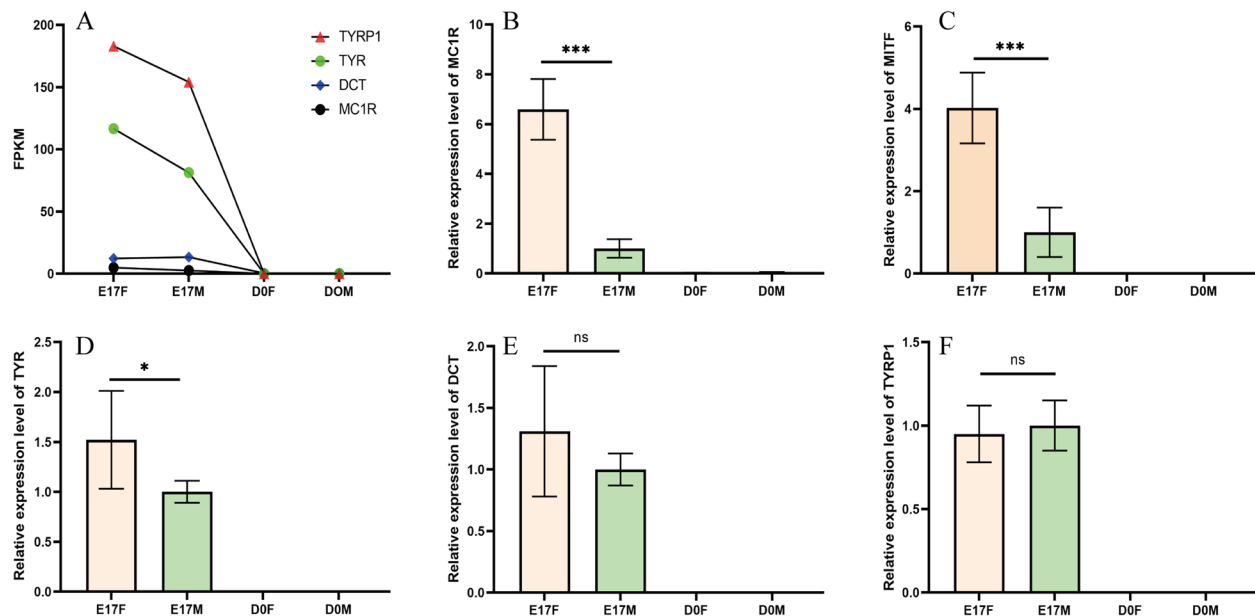 A
FPKM
200
150
100
50
0
E17F E17M D0F DOM
TYRP1
TYR
DCT
MC1R
B
Relative expression level of MC1R
10
8
6
4
2
0
***
E17F E17M D0F D0M
C
Relative expression level of MITF
6
4
2
0
***
E17F E17M D0F D0M
D
Relative expression level of TYR
2.5
2.0
1.5
1.0
0.5
0.0
*
E17F E17M D0F D0M
E
Relative expression level of DCT
2.0
1.5
1.0
0.5
0.0
ns
E17F E17M D0F D0M
F
Relative expression level of TYRP1
1.5
1.0
0.5
0.0
ns
E17F E17M D0F D0M